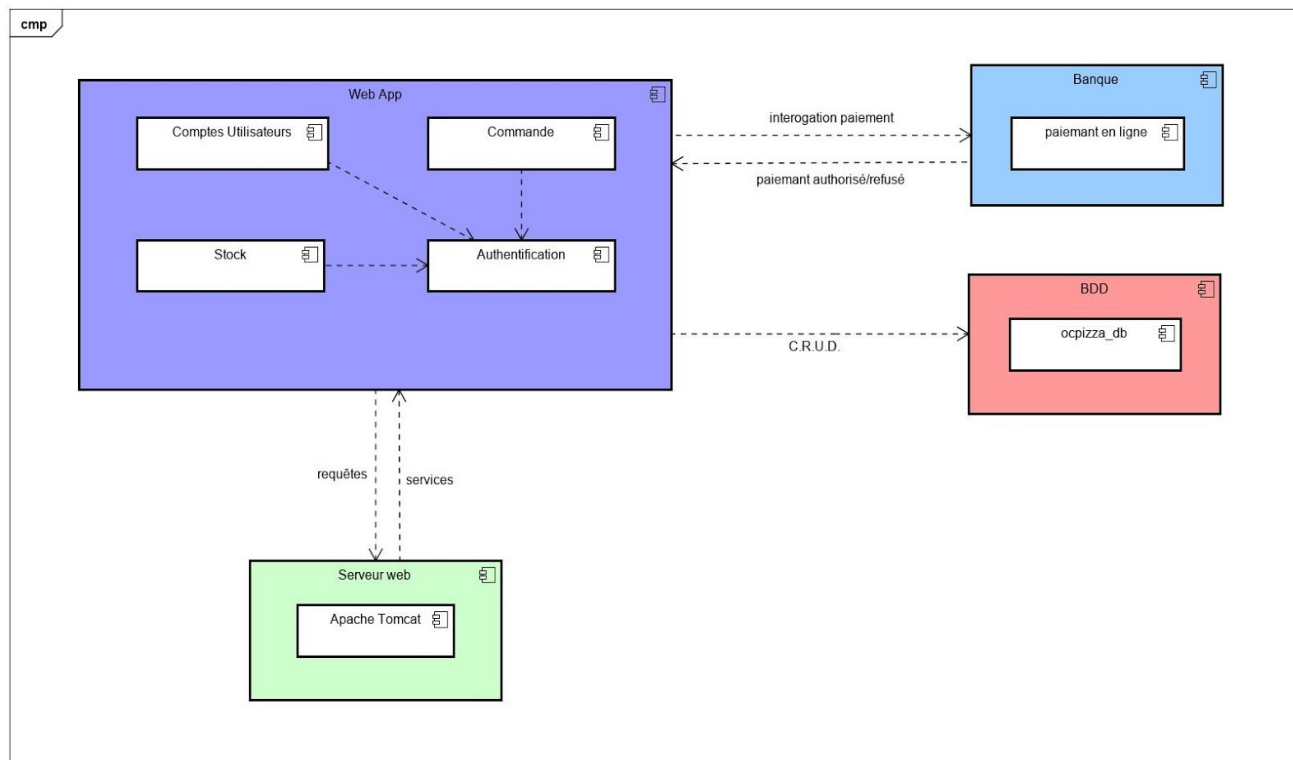 cmp
Web App
Comptes Utilisateurs
Commande
Stock
Authentification
interogation paiement
paiemant authorisé/refusé
Banque
paiemant en ligne
C.R.U.D.
BDD
ocpizza_db
requêtes
services
Serveur web
Apache Tomcat